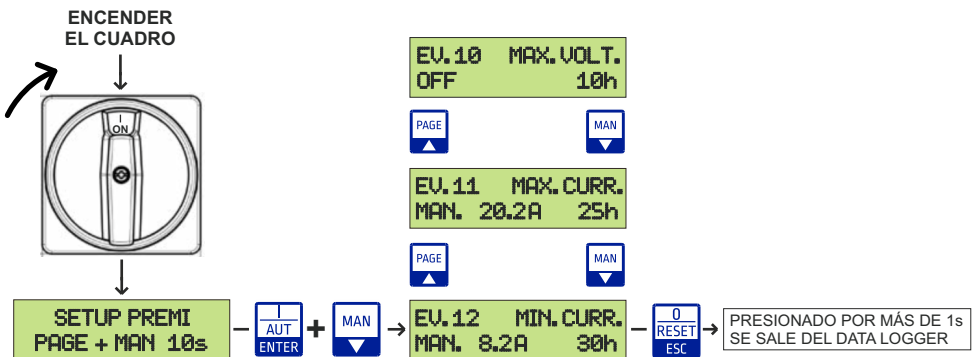 ENCENDER
EL CUADRO
I
ON
SETUP PREMI
PAGE + MAN 10s
I
AUT
ENTER
+
MAN
EV.10 MAX.VOLT.
OFF 10h
PAGE
MAN
EV.11 MAX.CURR.
MAN. 20.2A 25h
PAGE
MAN
EV.12 MIN.CURR.
MAN. 8.2A 30h
0
RESET
ESC
PRESIONADO POR MÁS DE 1s
SE SALE DEL DATA LOGGER